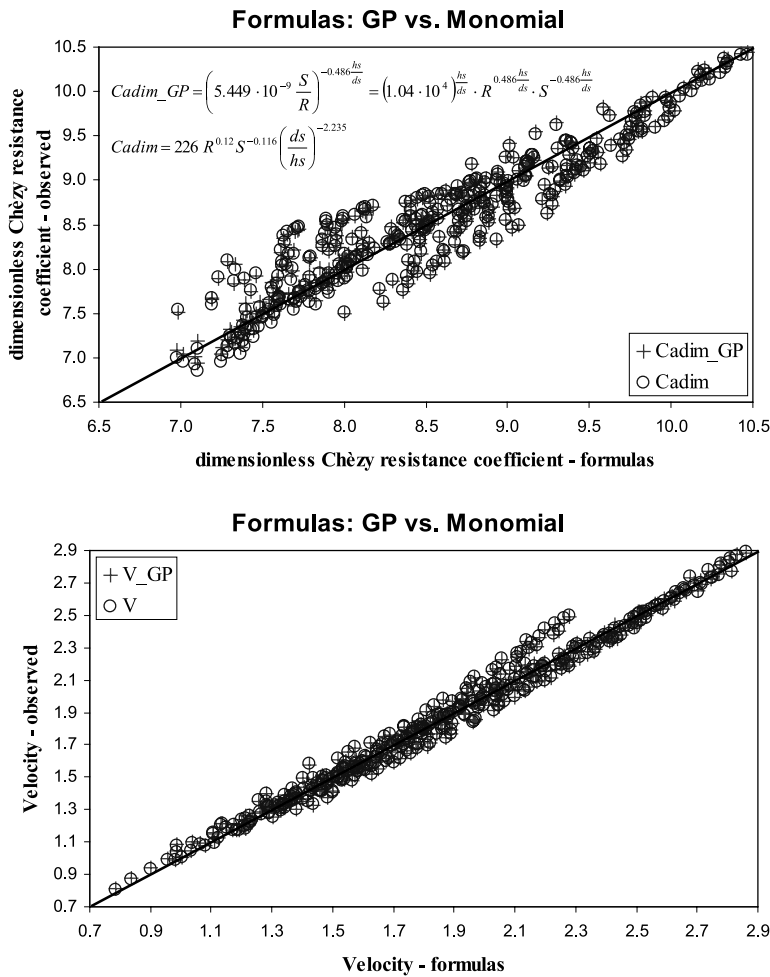 Formulas: GP vs. Monomial
Cadim_GP = (5.449 · 10^{-9} \frac{S}{R})^{-0.486\frac{hs}{ds}} = (1.04 · 10^{4})^{\frac{hs}{ds}} · R^{0.486\frac{hs}{ds}} · S^{-0.486\frac{hs}{ds}}
Cadim = 226 R^{0.12} S^{-0.116} (\frac{ds}{hs})^{-2.235}
dimensionless Chèzy resistance
coefficient - observed
10.5
10.0
9.5
9.0
8.5
8.0
7.5
7.0
6.5
Cadim_GP
Cadim
6.5 7.0 7.5 8.0 8.5 9.0 9.5 10.0 10.5
dimensionless Chèzy resistance coefficient - formulas
Formulas: GP vs. Monomial
V_GP
V
Velocity - observed
2.9
2.7
2.5
2.3
2.1
1.9
1.7
1.5
1.3
1.1
0.9
0.7
0.7 0.9 1.1 1.3 1.5 1.7 1.9 2.1 2.3 2.5 2.7 2.9
Velocity - formulas